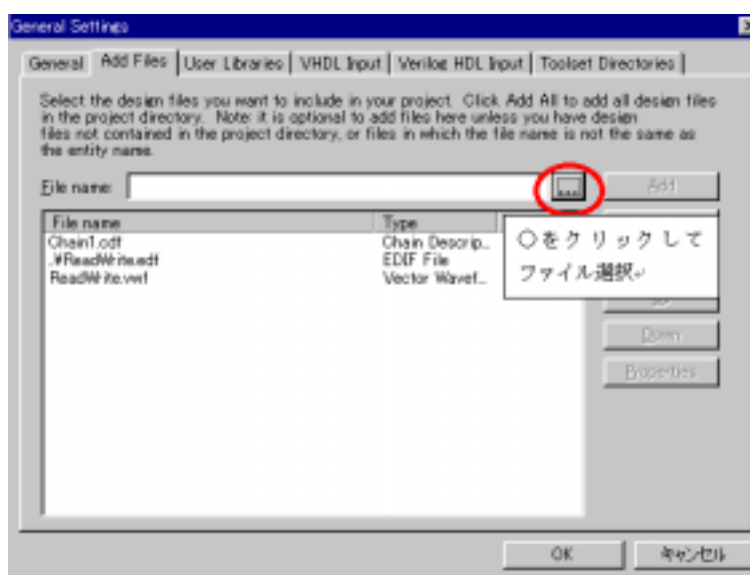 General Settings
General Add Files User Libraries VHDL Input Verilog HDL Input Toolset Directories
Select the design files you want to include in your project. Click Add All to add all design files
in the project directory. Note: it is optional to add files here unless you have design
files not contained in the project directory, or files in which the file name is not the same as
the entity name.
File name: ... Add
File name Type
Chain1.cdf Chain Descrip...
.¥ReadWrite.edf EDIF File
ReadWrite.vwf Vector Wavef...
○をクリックして
ファイル選択↵
Down
Properties
OK キャンセル